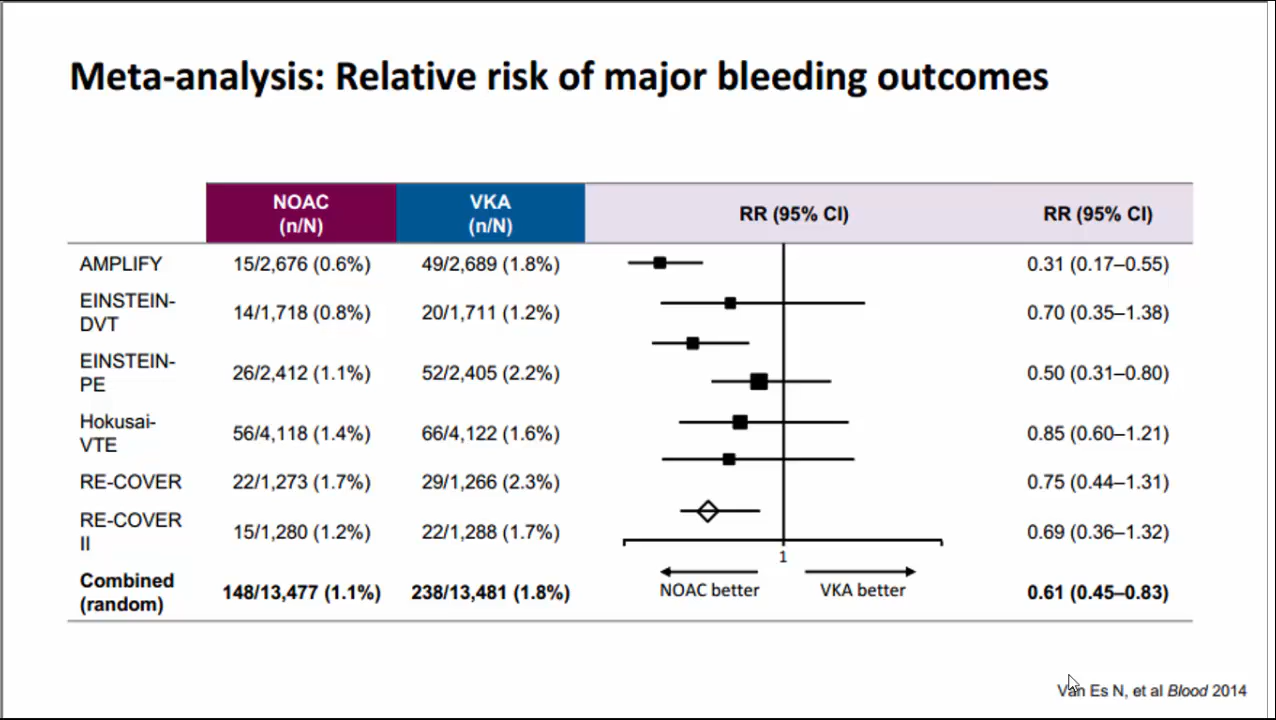 Meta-analysis: Relative risk of major bleeding outcomes
NOAC
(n/N)
VKA
(n/N)
RR (95% CI)
RR (95% CI)
AMPLIFY
15/2,676 (0.6%)
49/2,689 (1.8%)
0.31 (0.17–0.55)
EINSTEIN-
DVT
14/1,718 (0.8%)
20/1,711 (1.2%)
0.70 (0.35–1.38)
EINSTEIN-
PE
26/2,412 (1.1%)
52/2,405 (2.2%)
0.50 (0.31–0.80)
Hokusai-
VTE
56/4,118 (1.4%)
66/4,122 (1.6%)
0.85 (0.60–1.21)
RE-COVER
22/1,273 (1.7%)
29/1,266 (2.3%)
0.75 (0.44–1.31)
RE-COVER
II
15/1,280 (1.2%)
22/1,288 (1.7%)
0.69 (0.36–1.32)
1
Combined
(random)
148/13,477 (1.1%)
238/13,481 (1.8%)
NOAC better
VKA better
0.61 (0.45–0.83)
Van Es N, et al Blood 2014